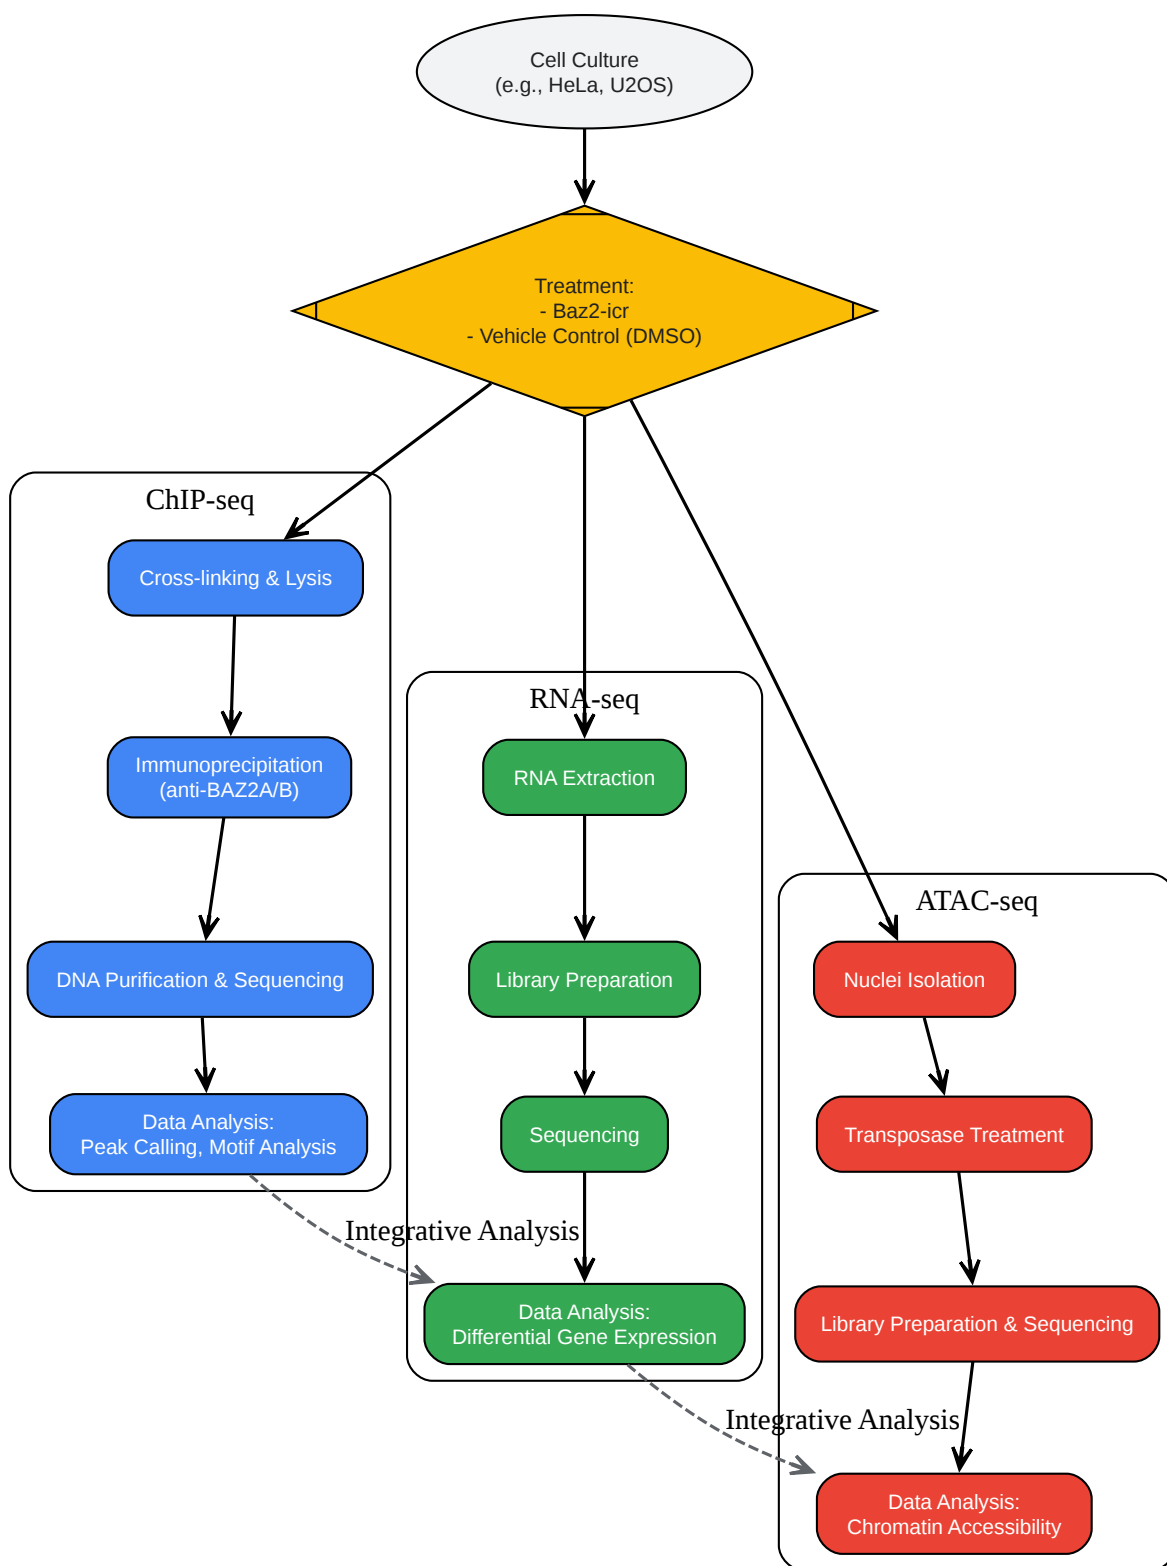 Cell Culture
(e.g., HeLa, U2OS)
Treatment:
- Baz2-icr
- Vehicle Control (DMSO)
ChIP-seq
Cross-linking & Lysis
Immunoprecipitation
(anti-BAZ2A/B)
DNA Purification & Sequencing
Data Analysis:
Peak Calling, Motif Analysis
RNA-seq
RNA Extraction
Library Preparation
Sequencing
Integrative Analysis
Data Analysis:
Differential Gene Expression
ATAC-seq
Nuclei Isolation
Transposase Treatment
Library Preparation & Sequencing
Integrative Analysis
Data Analysis:
Chromatin Accessibility